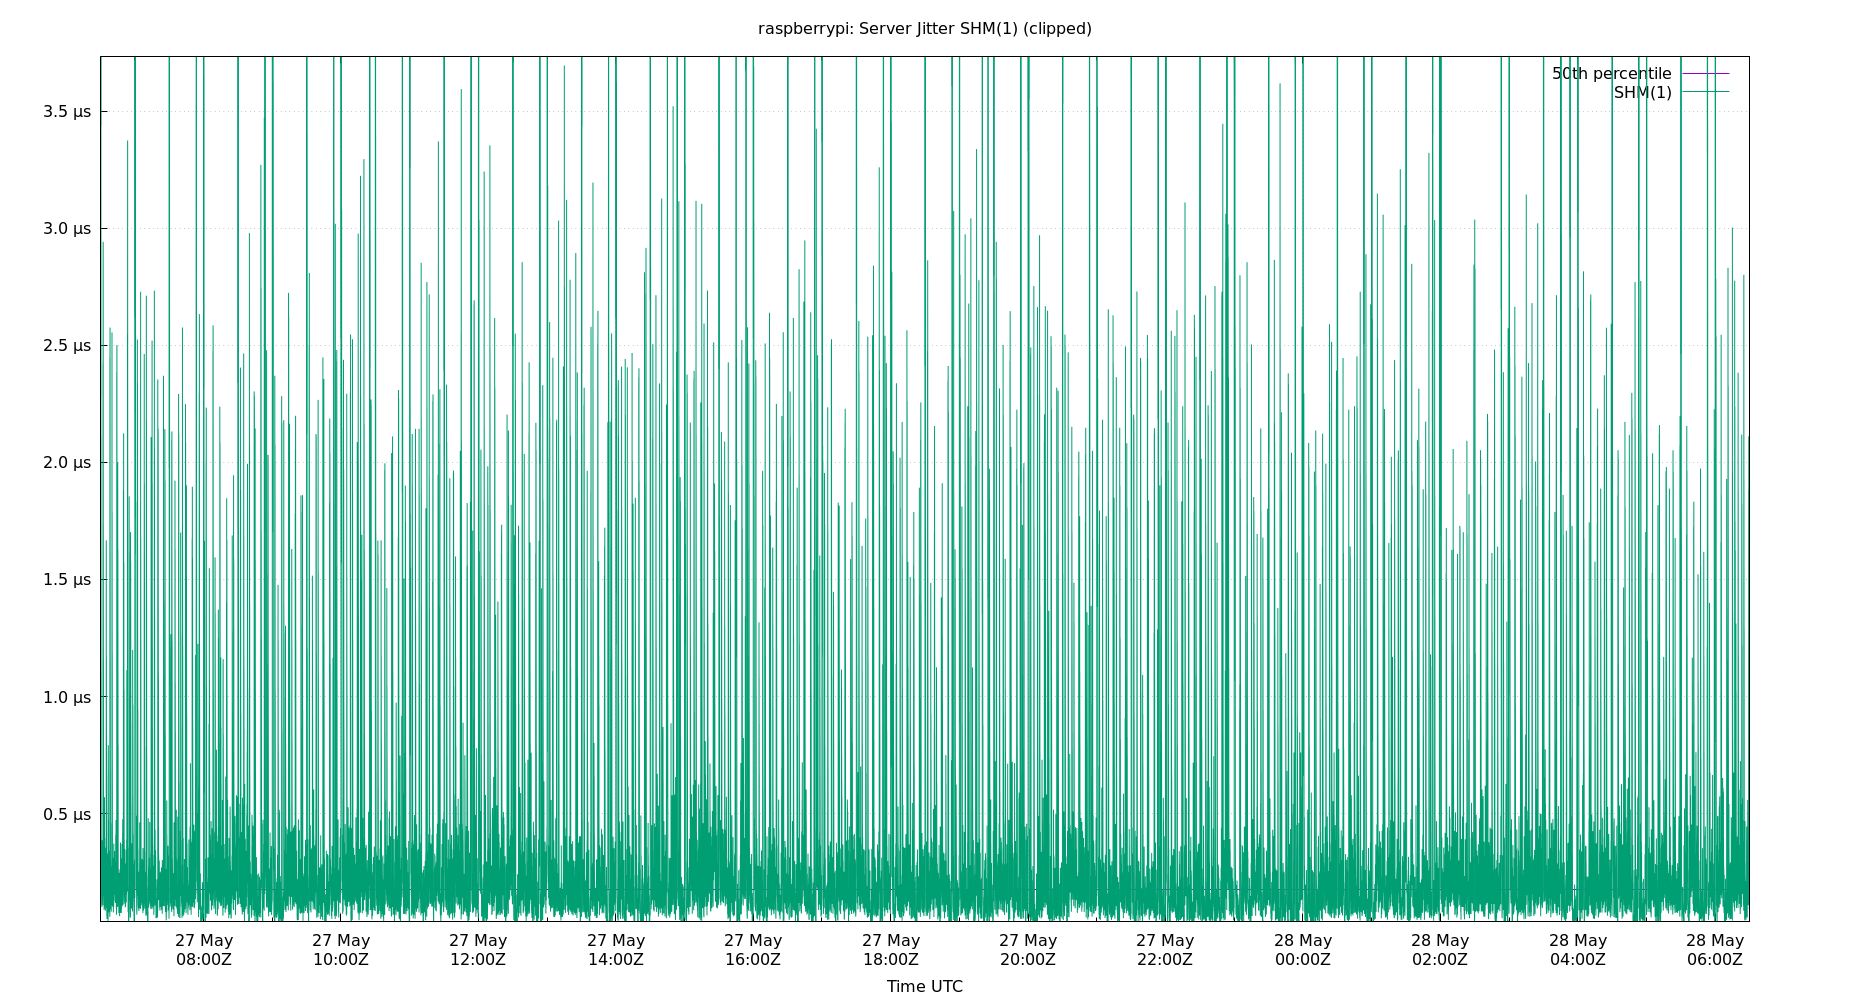 raspberrypi: Server Jitter SHM(1) (clipped)
50th percentile
SHM(1)
3.5 µs
3.0 µs
2.5 µs
2.0 µs
1.5 µs
1.0 µs
0.5 µs
27 May 27 May 27 May 27 May 27 May 27 May 27 May 27 May 28 May 28 May 28 May 28 May
08:00Z 10:00Z 12:00Z 14:00Z 16:00Z 18:00Z 20:00Z 22:00Z 00:00Z 02:00Z 04:00Z 06:00Z
Time UTC